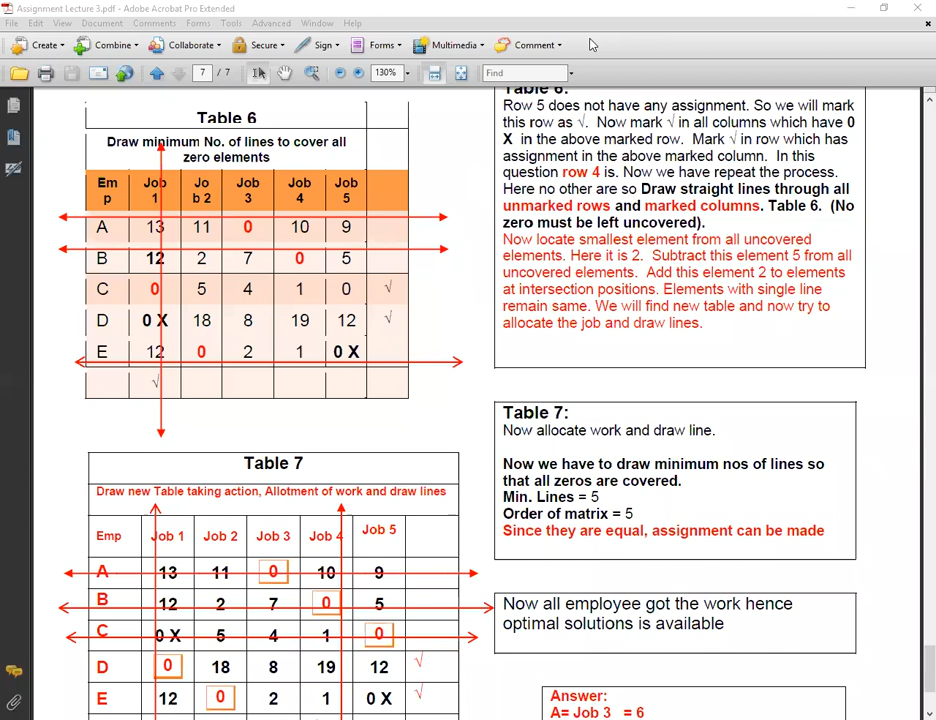 Assignment Lecture 3.pdf - Adobe Acrobat Pro Extended
File Edit View Document Comments Forms Tools Advanced Window Help
Create Combine Collaborate Secure Sign Forms Multimedia Comment
7 / 7 130% Find
Table 6
Draw minimum No. of lines to cover all
zero elements
Em Job Jo Job Job Job
p 1 b 2 3 4 5
A 13 11 0 10 9
B 12 2 7 0 5
C 0 5 4 1 0 √
D 0 X 18 8 19 12 √
E 12 0 2 1 0 X
√
Table 6:
Row 5 does not have any assignment. So we will mark
this row as √. Now mark √ in all columns which have 0
X in the above marked row. Mark √ in row which has
assignment in the above marked column. In this
question row 4 is. Now we have repeat the process.
Here no other are so Draw straight lines through all
unmarked rows and marked columns. Table 6. (No
zero must be left uncovered).
Now locate smallest element from all uncovered
elements. Here it is 2. Subtract this element 5 from all
uncovered elements. Add this element 2 to elements
at intersection positions. Elements with single line
remain same. We will find new table and now try to
allocate the job and draw lines.
Table 7
Draw new Table taking action, Allotment of work and draw lines
Emp Job 1 Job 2 Job 3 Job 4 Job 5
A 13 11 0 10 9
B 12 2 7 0 5
C 0 X 5 4 1 0
D 0 18 8 19 12 √
E 12 0 2 1 0 X √
Table 7:
Now allocate work and draw line.
Now we have to draw minimum nos of lines so
that all zeros are covered.
Min. Lines = 5
Order of matrix = 5
Since they are equal, assignment can be made
Now all employee got the work hence
optimal solutions is available
Answer:
A= Job 3 = 6